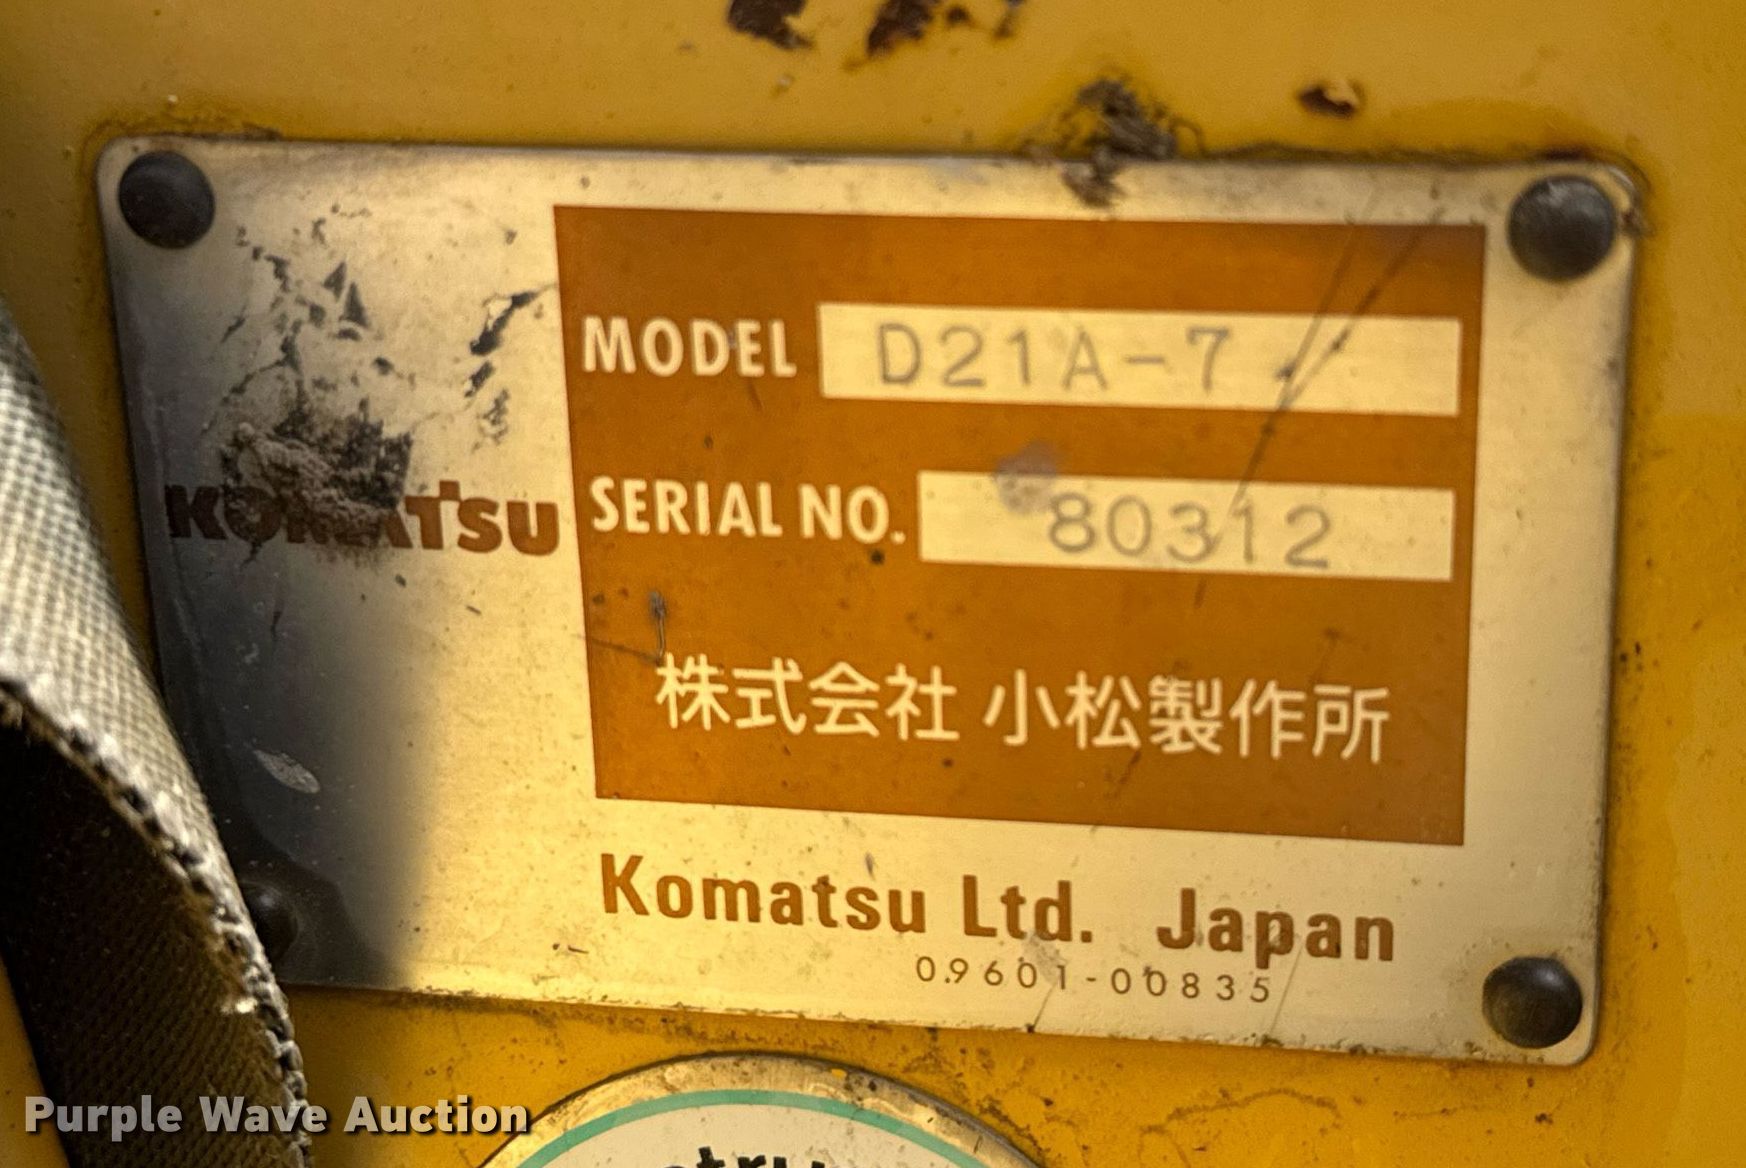 KOMATSU
MODEL D21A-7
SERIAL NO. 80312
株式会社 小松製作所
Komatsu Ltd. Japan
09601-00835
Purple Wave Auction